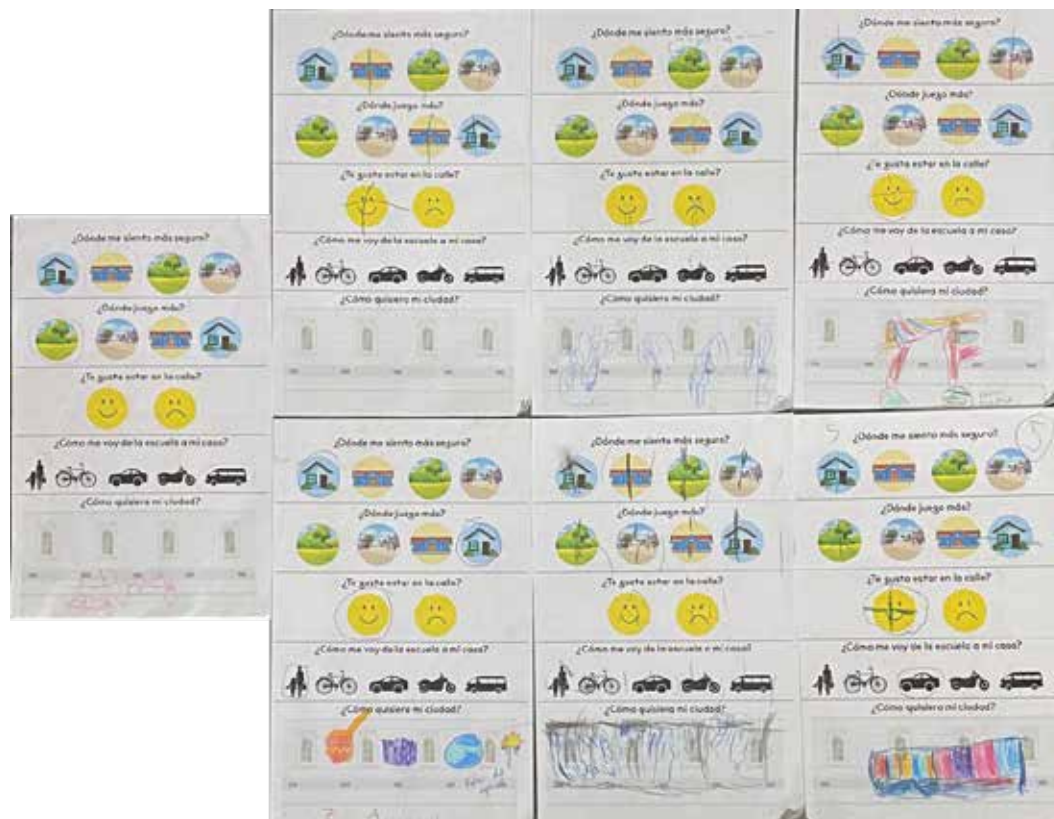 ¿Dónde me siento más seguro?
¿Dónde juego más?
¿Te gusta estar en la calle?
¿Cómo me voy de la escuela a mi casa?
¿Cómo quisiera mi ciudad?
¿Dónde me siento más seguro?
¿Dónde juego más?
¿Te gusta estar en la calle?
¿Cómo me voy de la escuela a mi casa?
¿Cómo quisiera mi ciudad?
¿Dónde me siento más seguro?
¿Dónde juego más?
¿Te gusta estar en la calle?
¿Cómo me voy de la escuela a mi casa?
¿Cómo quisiera mi ciudad?
¿Dónde me siento más seguro?
¿Dónde juego más?
¿Te gusta estar en la calle?
¿Cómo me voy de la escuela a mi casa?
¿Cómo quisiera mi ciudad?
¿Dónde me siento más seguro?
¿Dónde juego más?
¿Te gusta estar en la calle?
¿Cómo me voy de la escuela a mi casa?
¿Cómo quisiera mi ciudad?
¿Dónde me siento más seguro?
¿Dónde juego más?
¿Te gusta estar en la calle?
¿Cómo me voy de la escuela a mi casa?
¿Cómo quisiera mi ciudad?
5
¿Dónde me siento más seguro?
¿Dónde juego más?
¿Te gusta estar en la calle?
¿Cómo me voy de la escuela a mi casa?
¿Cómo quisiera mi ciudad?